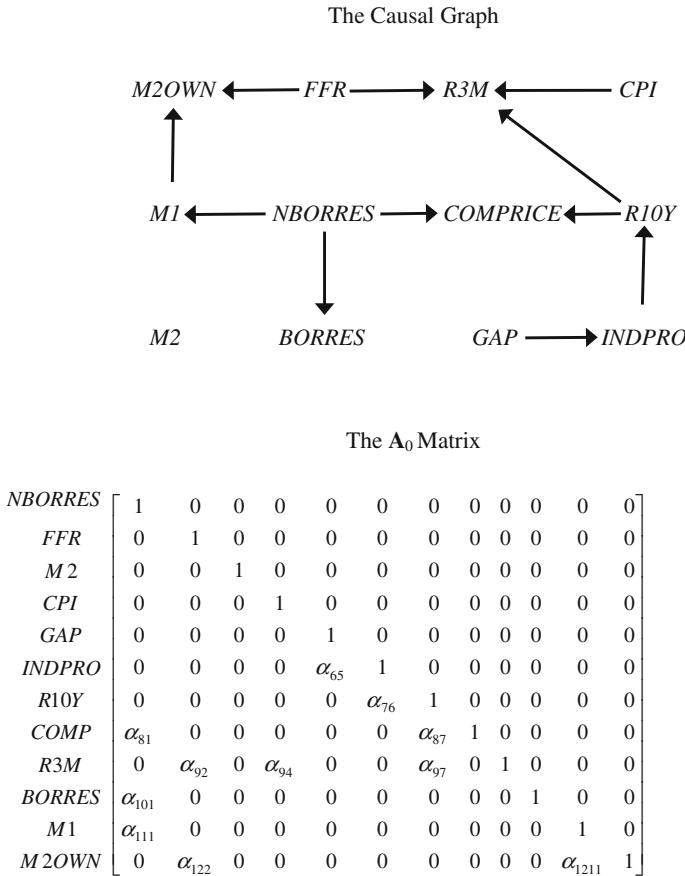 The Causal Graph
M2OWN FFR R3M CPI
M1 NBORRES COMPRICE R10Y
M2 BORRES GAP INDPRO
The A₀ Matrix
NBORRES 1 0 0 0 0 0 0 0 0 0 0 0
FFR 0 1 0 0 0 0 0 0 0 0 0 0
M2 0 0 1 0 0 0 0 0 0 0 0 0
CPI 0 0 0 1 0 0 0 0 0 0 0 0
GAP 0 0 0 0 1 0 0 0 0 0 0 0
INDPRO 0 0 0 0 α₆₅ 1 0 0 0 0 0 0
R10Y 0 0 0 0 0 α₇₆ 1 0 0 0 0 0
COMP α₈₁ 0 0 0 0 0 α₈₇ 1 0 0 0 0
R3M 0 α₉₂ 0 α₉₄ 0 0 α₉₇ 0 1 0 0 0
BORRES α₁₀₁ 0 0 0 0 0 0 0 0 1 0 0
M1 α₁₁₁ 0 0 0 0 0 0 0 0 0 1 0
M2OWN 0 α₁₂₂ 0 0 0 0 0 0 0 0 α₁₂₁₁ 1